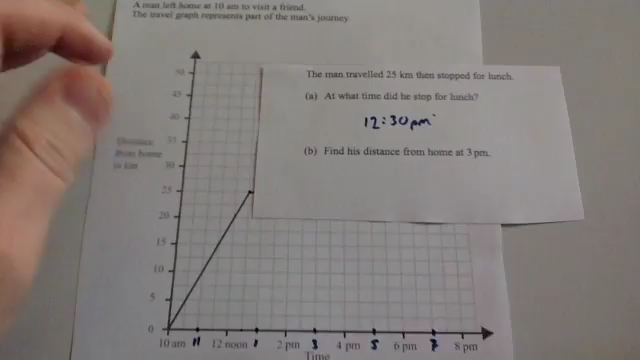 A man left home at 10 am to visit a friend.
The travel graph represents part of the man's journey.
The man travelled 25 km then stopped for lunch.
(a) At what time did he stop for lunch?
12:30pm
(b) Find his distance from home at 3 pm.
50
45
40
35
30
25
20
15
10
5
0
Distance
from home
in km
10 am 11 12 noon 1 2 pm 3 4 pm 5 6 pm 7 8 pm
Time